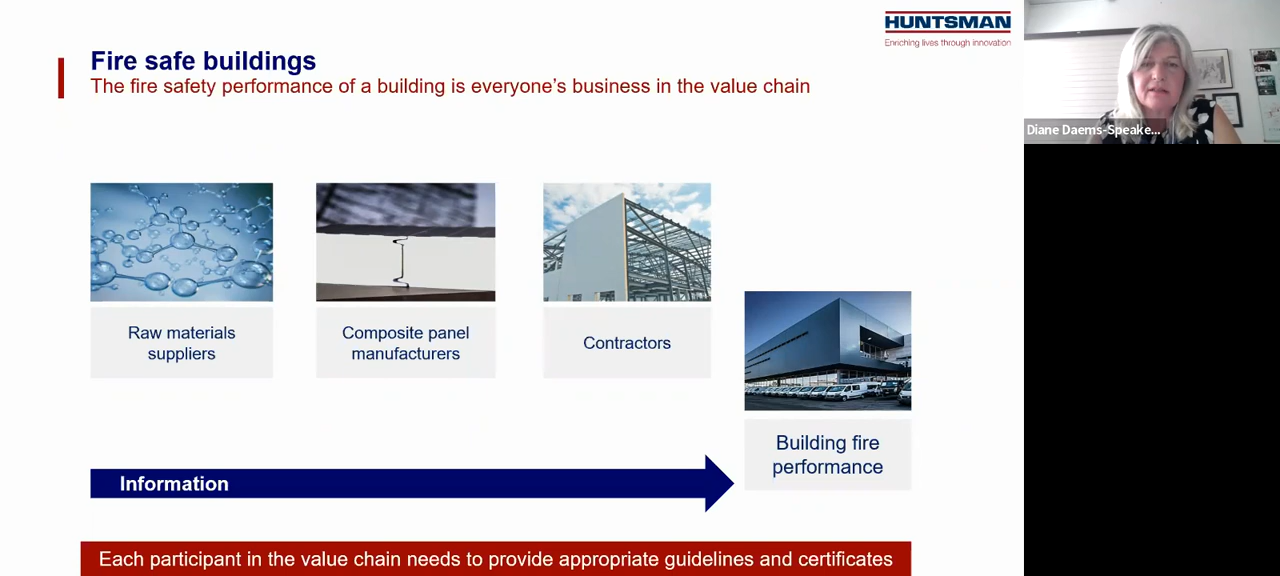 HUNTSMAN
Enriching lives through innovation
Fire safe buildings
The fire safety performance of a building is everyone's business in the value chain
Diane Daems-Speake...
Raw materials
suppliers
Composite panel
manufacturers
Contractors
Building fire
performance
Information
Each participant in the value chain needs to provide appropriate guidelines and certificates